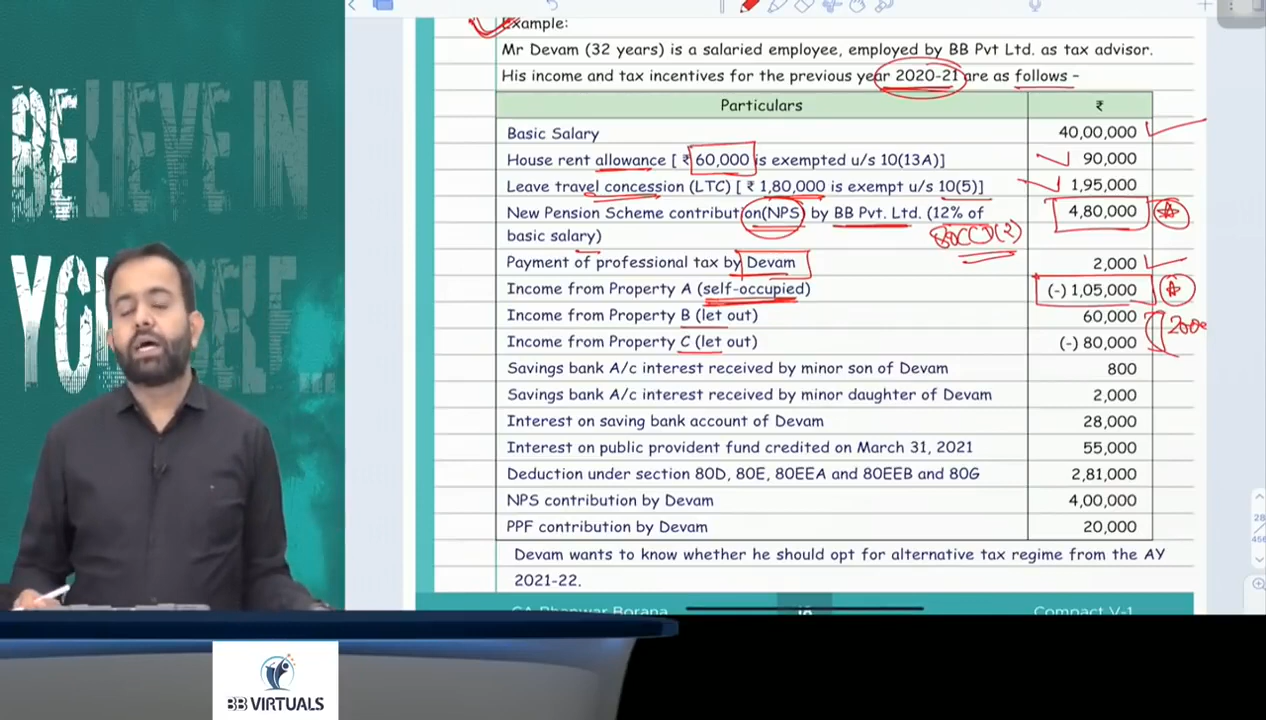 BELIEVE IN
YOURSELF...
Example:
Mr Devam (32 years) is a salaried employee, employed by BB Pvt Ltd. as tax advisor.
His income and tax incentives for the previous year 2020-21 are as follows -
Particulars ₹
Basic Salary 40,00,000
House rent allowance [ ₹ 60,000 is exempted u/s 10(13A)] 90,000
Leave travel concession (LTC) [ ₹ 1,80,000 is exempt u/s 10(5)] 1,95,000
New Pension Scheme contribution(NPS) by BB Pvt. Ltd. (12% of 4,80,000
basic salary) 80CCD(2)
Payment of professional tax by Devam 2,000
Income from Property A (self-occupied) (-) 1,05,000
Income from Property B (let out) 60,000
Income from Property C (let out) (-) 80,000
Savings bank A/c interest received by minor son of Devam 800
Savings bank A/c interest received by minor daughter of Devam 2,000
Interest on saving bank account of Devam 28,000
Interest on public provident fund credited on March 31, 2021 55,000
Deduction under section 80D, 80E, 80EEA and 80EEB and 80G 2,81,000
NPS contribution by Devam 4,00,000
PPF contribution by Devam 20,000
Devam wants to know whether he should opt for alternative tax regime from the AY
2021-22.
CA Bhanwar Borana Compact V-1
BB VIRTUALS